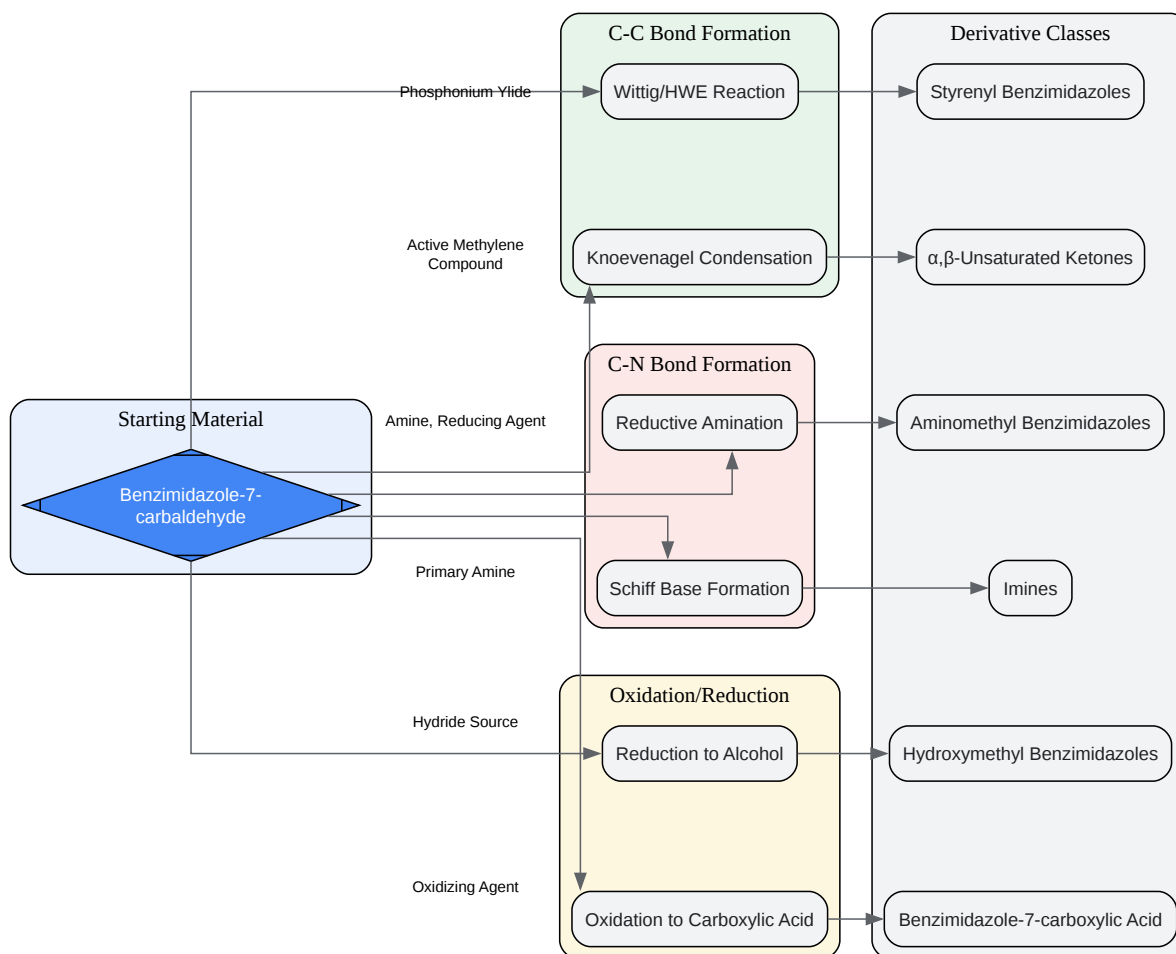 C-C Bond Formation
Derivative Classes
Phosphonium Ylide
Wittig/HWE Reaction
Styrenyl Benzimidazoles
Active Methylene
Compound
Knoevenagel Condensation
α,β-Unsaturated Ketones
C-N Bond Formation
Starting Material
Amine, Reducing Agent
Reductive Amination
Aminomethyl Benzimidazoles
Benzimidazole-7-
carbaldehyde
Primary Amine
Schiff Base Formation
Imines
Oxidation/Reduction
Hydride Source
Reduction to Alcohol
Hydroxymethyl Benzimidazoles
Oxidizing Agent
Oxidation to Carboxylic Acid
Benzimidazole-7-carboxylic Acid